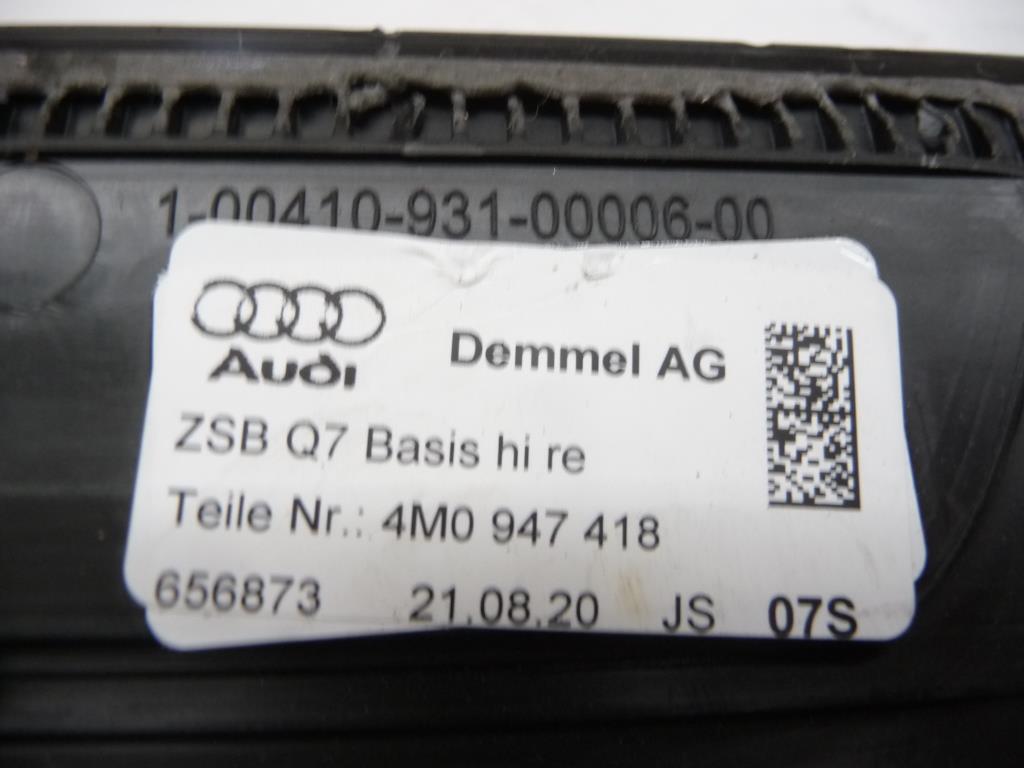 1-00410-931-00006-00
Audi
Demmel AG
ZSB Q7 Basis hi re
Teile Nr.: 4M0 947 418
656873 21.08.20 JS 07S